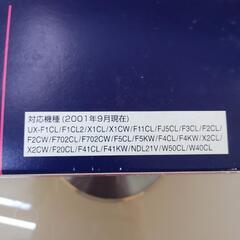 対応機種(2001年9月現在)
UX-F1CL/F1CL2/X1CL/X1CW/F11CL/FJ5CL/F3CL/F2CL/
F2CW/F702CL/F702CW/F5CL/F5KW/F4CL/F4KW/X2CL/
X2CW/F20CL/F41CL/F41KW/NDL21V/W50CL/W40CL